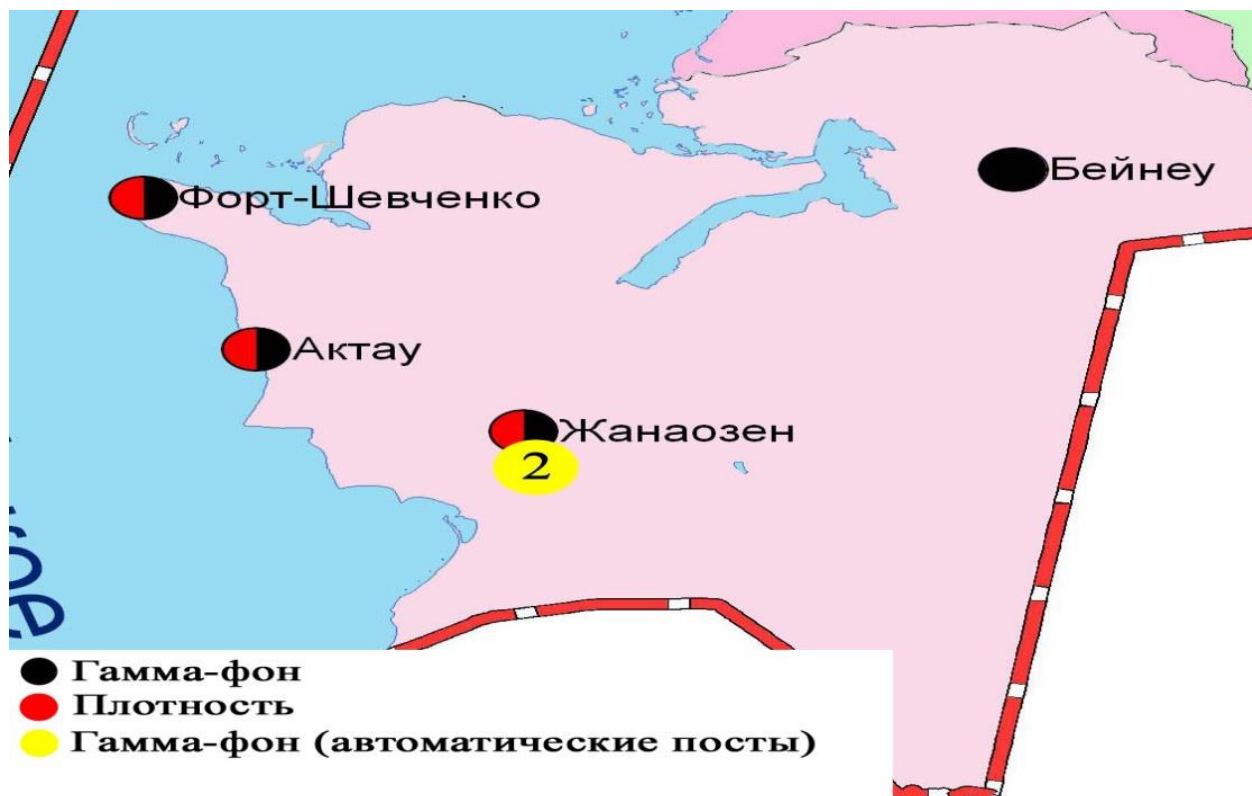 Бейнеу
Форт-Шевченко
Актау
Жанаозен
2
Гамма-фон
Плотность
Гамма-фон (автоматические посты)